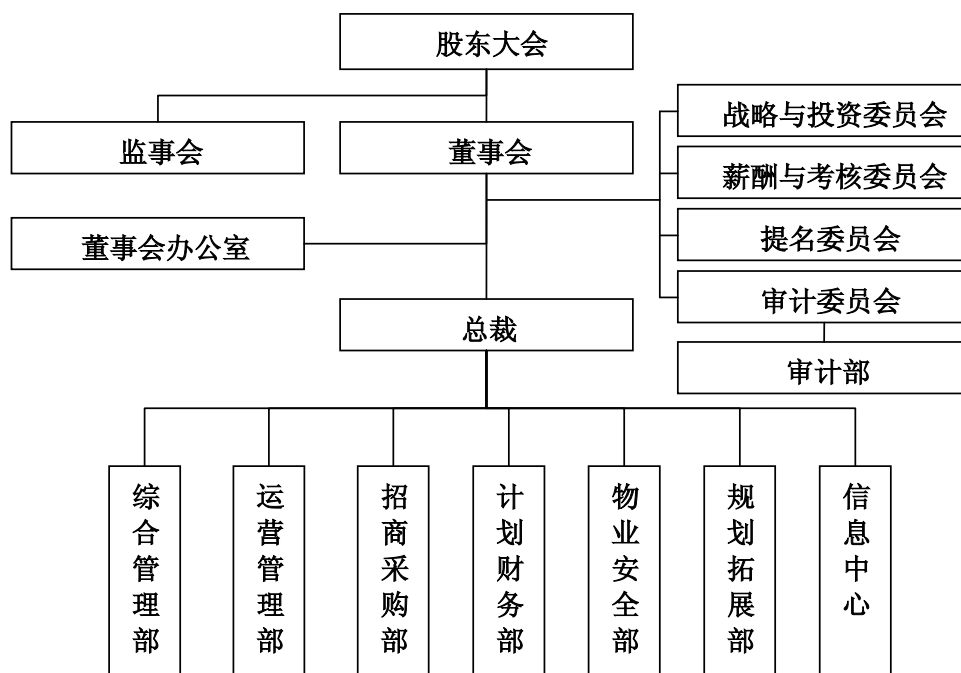 股东大会
监事会
董事会
战略与投资委员会
薪酬与考核委员会
董事会办公室
提名委员会
审计委员会
总裁
审计部
综合管理部
运营管理部
招商采购部
计划财务部
物业安全部
规划拓展部
信息中心